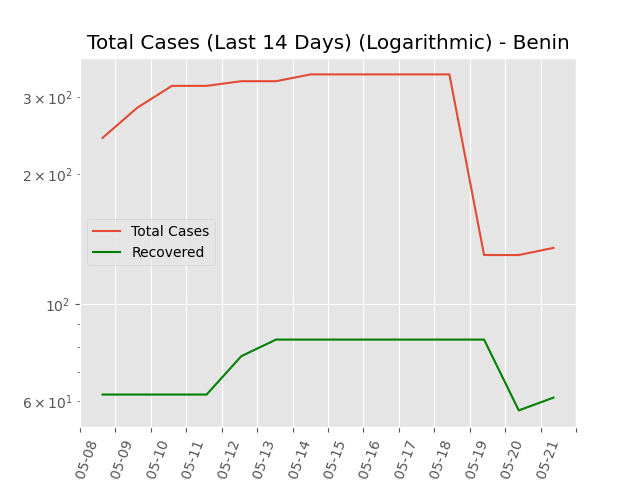 Total Cases (Last 14 Days) (Logarithmic) - Benin
3 × 10²
2 × 10²
Total Cases
Recovered
10²
6 × 10¹
05-08
05-09
05-10
05-11
05-12
05-13
05-14
05-15
05-16
05-17
05-18
05-19
05-20
05-21